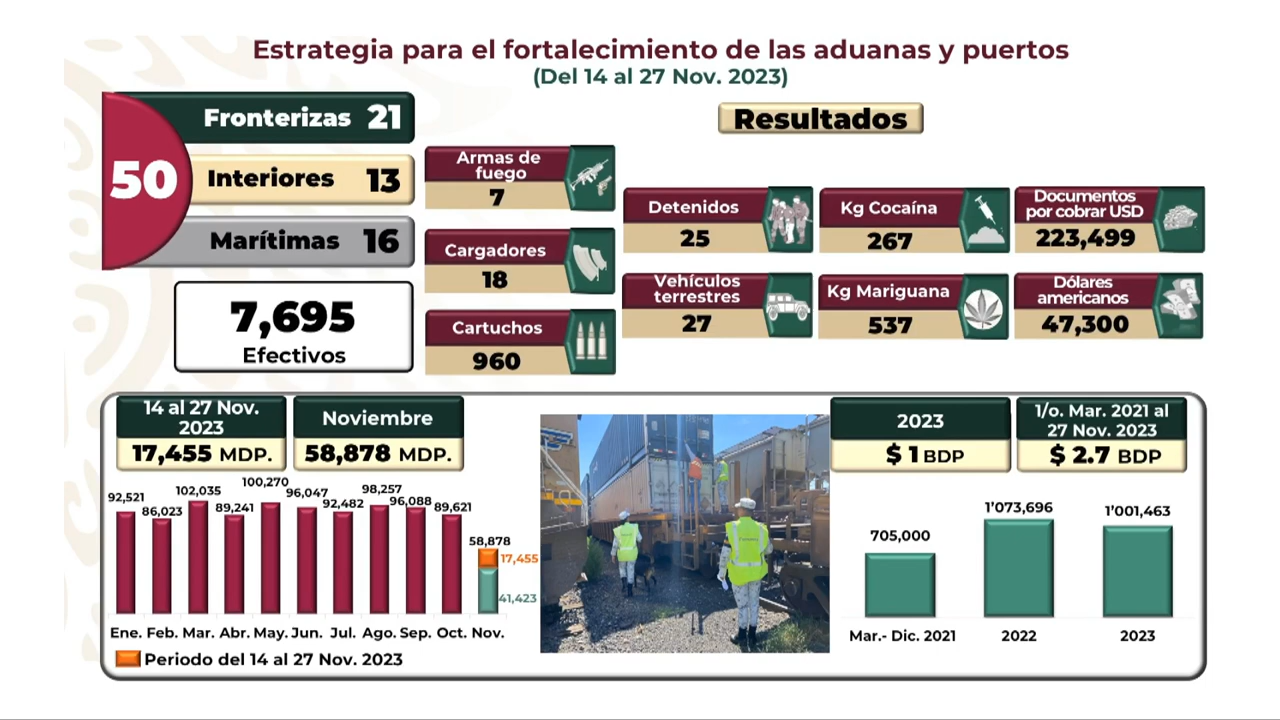 Estrategia para el fortalecimiento de las aduanas y puertos
(Del 14 al 27 Nov. 2023)
50
Fronterizas 21
Interiores 13
Marítimas 16
7,695
Efectivos
Resultados
Armas de
fuego
7
Cargadores
18
Cartuchos
960
Detenidos
25
Vehículos
terrestres
27
Kg Cocaína
267
Kg Mariguana
537
Documentos
por cobrar USD
223,499
Dólares
americanos
47,300
14 al 27 Nov.
2023
17,455 MDP.
Noviembre
58,878 MDP.
92,521
86,023
102,035
89,241
100,270
96,047
92,482
98,257
96,088
89,621
58,878
17,455
41,423
Ene. Feb. Mar. Abr. May. Jun. Jul. Ago. Sep. Oct. Nov.
Periodo del 14 al 27 Nov. 2023
2023
$ 1 BDP
1/o. Mar. 2021 al
27 Nov. 2023
$ 2.7 BDP
705,000
1’073,696
1’001,463
Mar.- Dic. 2021
2022
2023